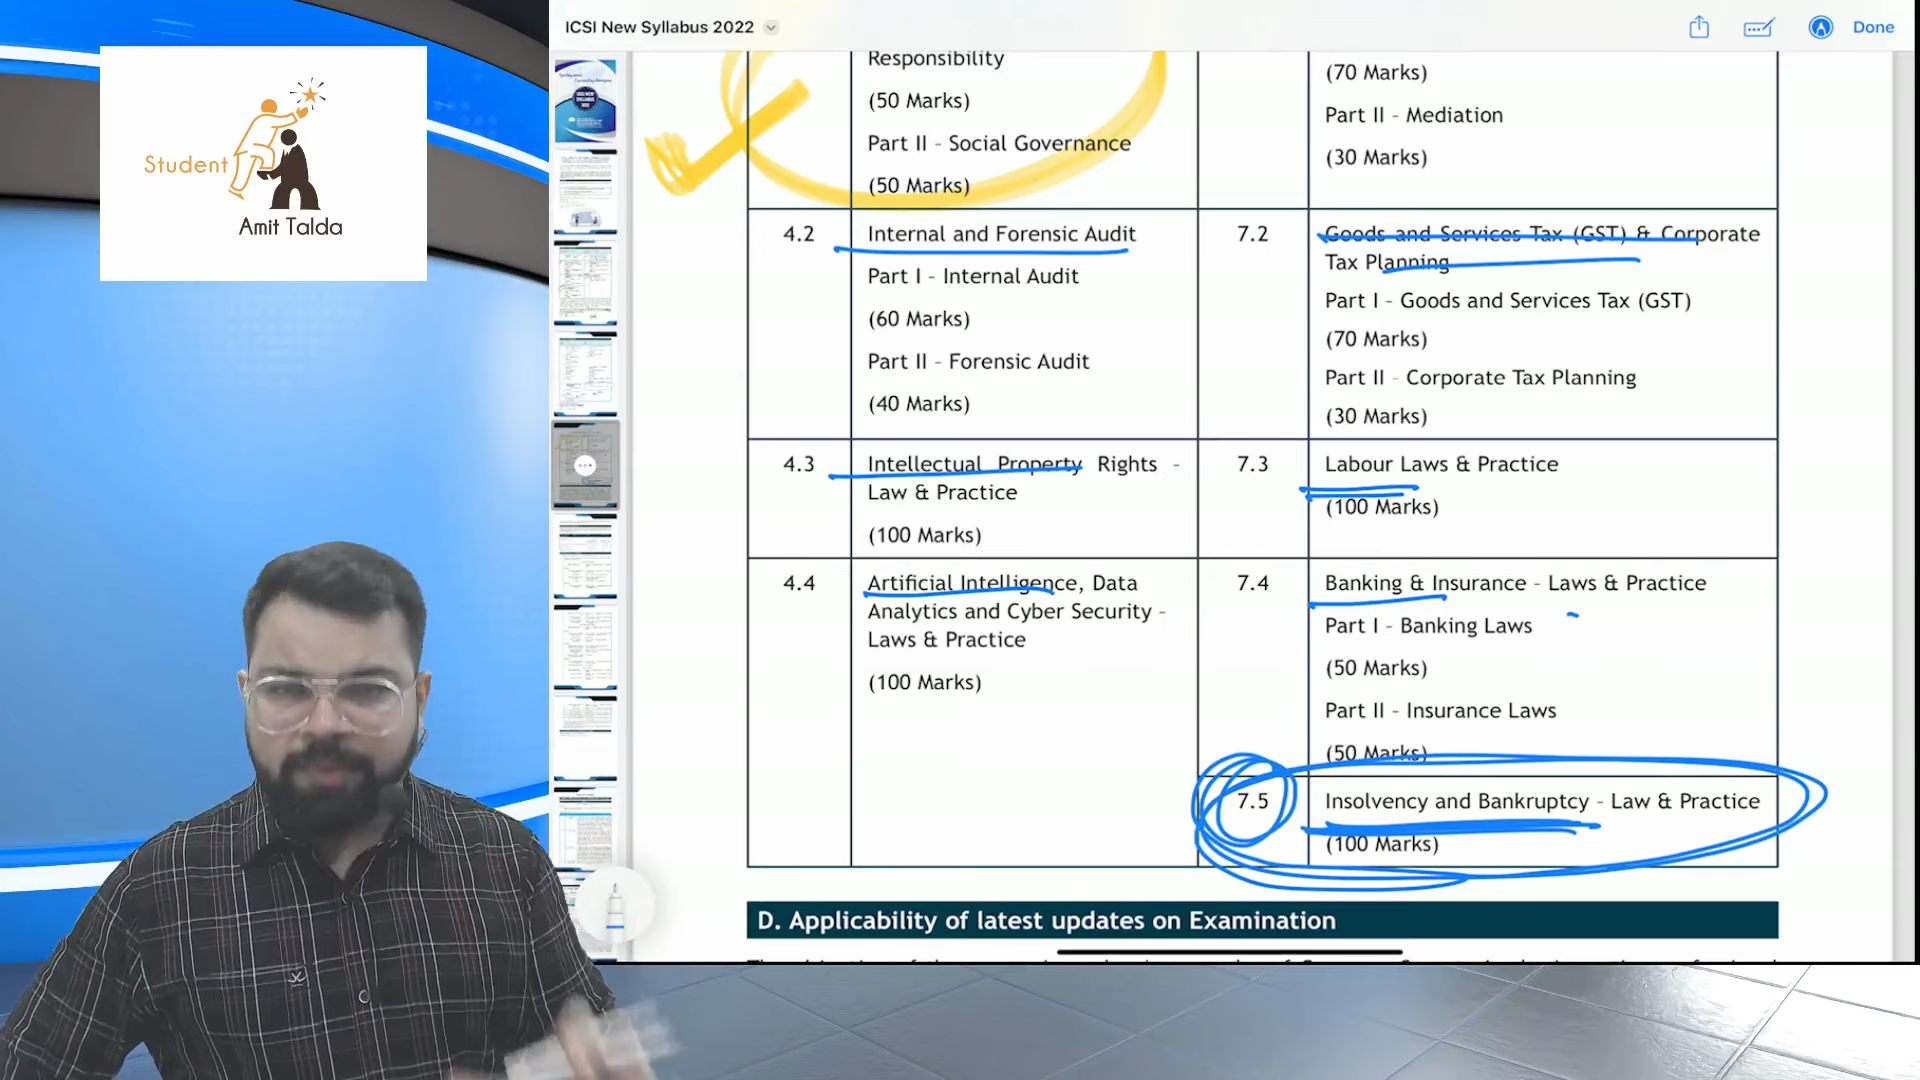 ICSI New Syllabus 2022
Done
Student
Amit Talda
Responsibility
(50 Marks)
Part II - Social Governance
(50 Marks)
(70 Marks)
Part II - Mediation
(30 Marks)
4.2
Internal and Forensic Audit
Part I - Internal Audit
(60 Marks)
Part II - Forensic Audit
(40 Marks)
7.2
Goods and Services Tax (GST) & Corporate
Tax Planning
Part I - Goods and Services Tax (GST)
(70 Marks)
Part II - Corporate Tax Planning
(30 Marks)
4.3
Intellectual Property Rights -
Law & Practice
(100 Marks)
7.3
Labour Laws & Practice
(100 Marks)
4.4
Artificial Intelligence, Data
Analytics and Cyber Security -
Laws & Practice
(100 Marks)
7.4
Banking & Insurance - Laws & Practice
Part I - Banking Laws
(50 Marks)
Part II - Insurance Laws
(50 Marks)
7.5
Insolvency and Bankruptcy - Law & Practice
(100 Marks)
D. Applicability of latest updates on Examination